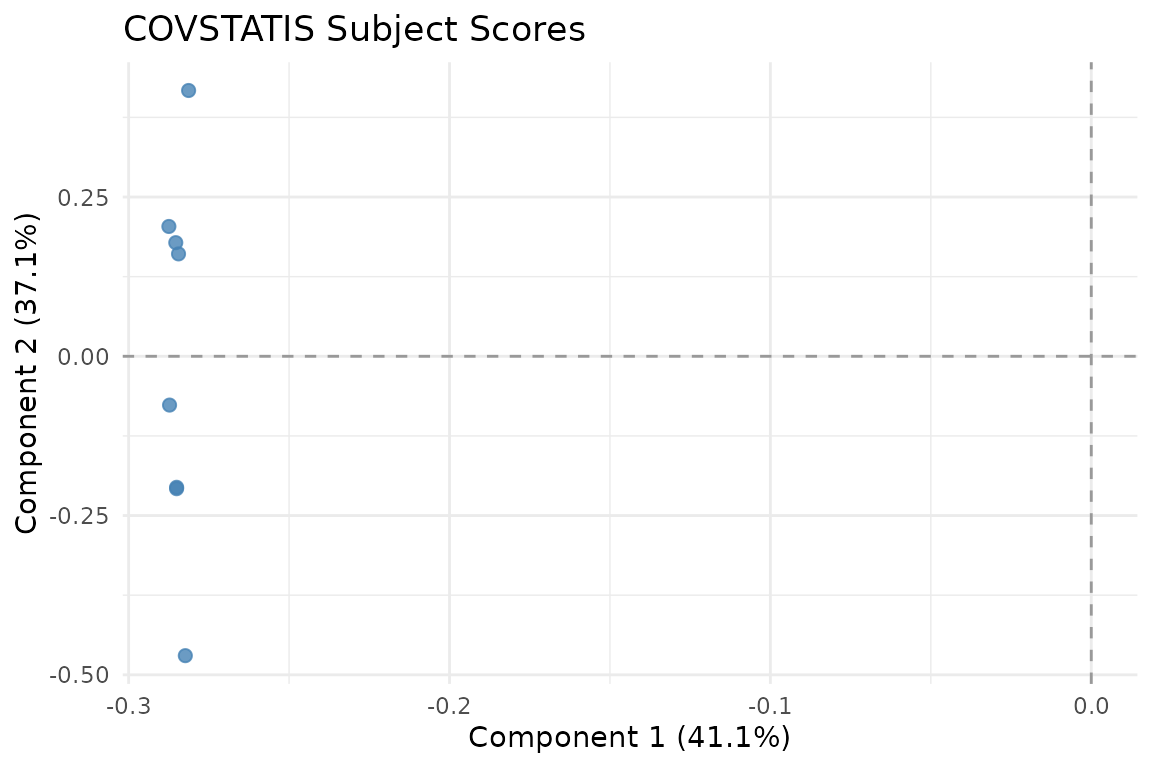 COVSTATIS Subject Scores
Component 2 (37.1%)
0.25
0.00
-0.25
-0.50
-0.3
-0.2
-0.1
0.0
Component 1 (41.1%)